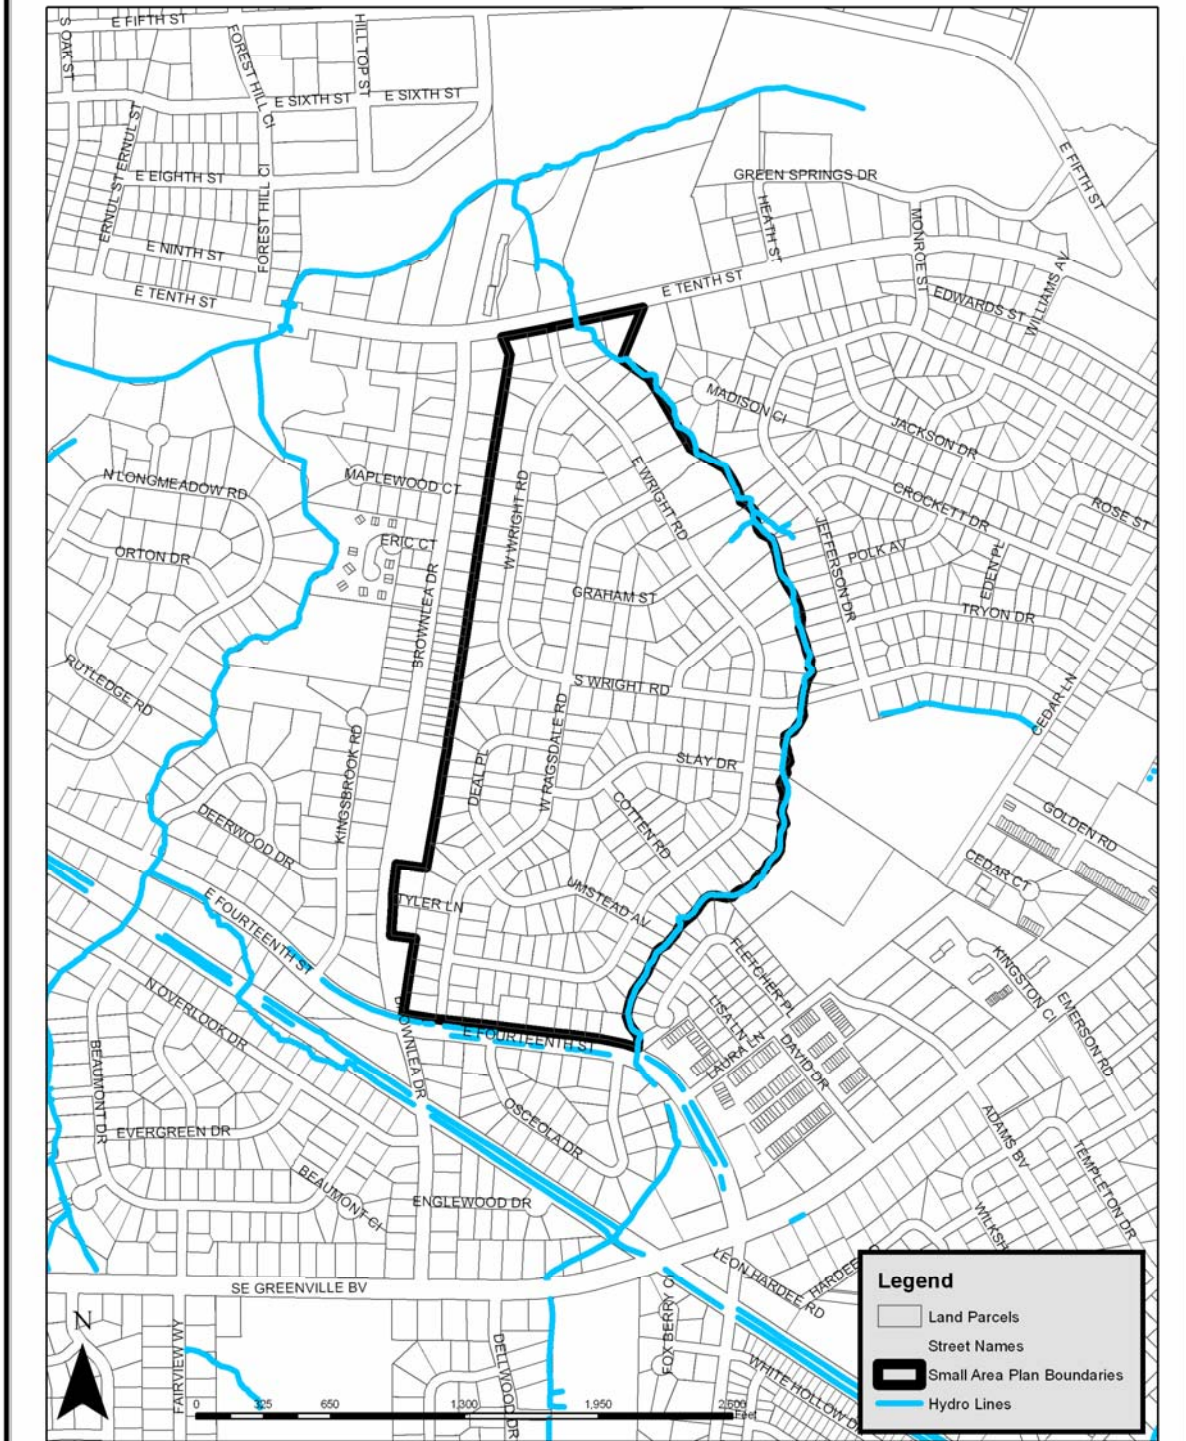 E FIFTH ST
S OAK ST
FOREST HILL CI
HILL TOP ST
E SIXTH ST
E SIXTH ST
ERNUL ST
ERNUL ST
E EIGHTH ST
FOREST HILL CI
E NINTH ST
E TENTH ST
E FIFTH ST
GREEN SPRINGS DR
HEATH ST
MONROE ST
E TENTH ST
EDWARDS ST
WILLIAMS AV
MADISON CI
JACKSON DR
CROCKETT DR
ROSE ST
N LONGMEADOW RD
MAPLEWOOD CT
W WRIGHT RD
E WRIGHT RD
ORTON DR
ERIC CT
JEFFERSON DR
POLK AV
EDEN PL
GRAHAM ST
BROWNLEA DR
TRYON DR
RUTLEDGE RD
S WRIGHT RD
CEDAR LN
KINGSBROOK RD
DEAL PL
W RAGSDALE RD
SLAY DR
COTTEN RD
DEERWOOD DR
GOLDEN RD
CEDAR CT
TYLER LN
UMSTEAD AV
E FOURTEENTH ST
FLETCHER PL
KINGSTON CI
N OVERLOOK DR
BROWNLEA DR
E FOURTEENTH ST
LISA LN
LAURA LN
DAVID DR
EMERSON RD
BEAUMONT DR
OSCEOLA DR
ADAMS BV
TEMPLETON DR
EVERGREEN DR
BEAUMONT CI
ENGLEWOOD DR
WILKSH
SE GREENVILLE BV
LEON HARDEE RD
HARDEE
FOX BERRY C
FAIRVIEW WY
DELLWOOD DR
WHITE HOLLOW D
N
0 325 650 1,300 1,950 2,600
Feet
Legend
Land Parcels
Street Names
Small Area Plan Boundaries
Hydro Lines